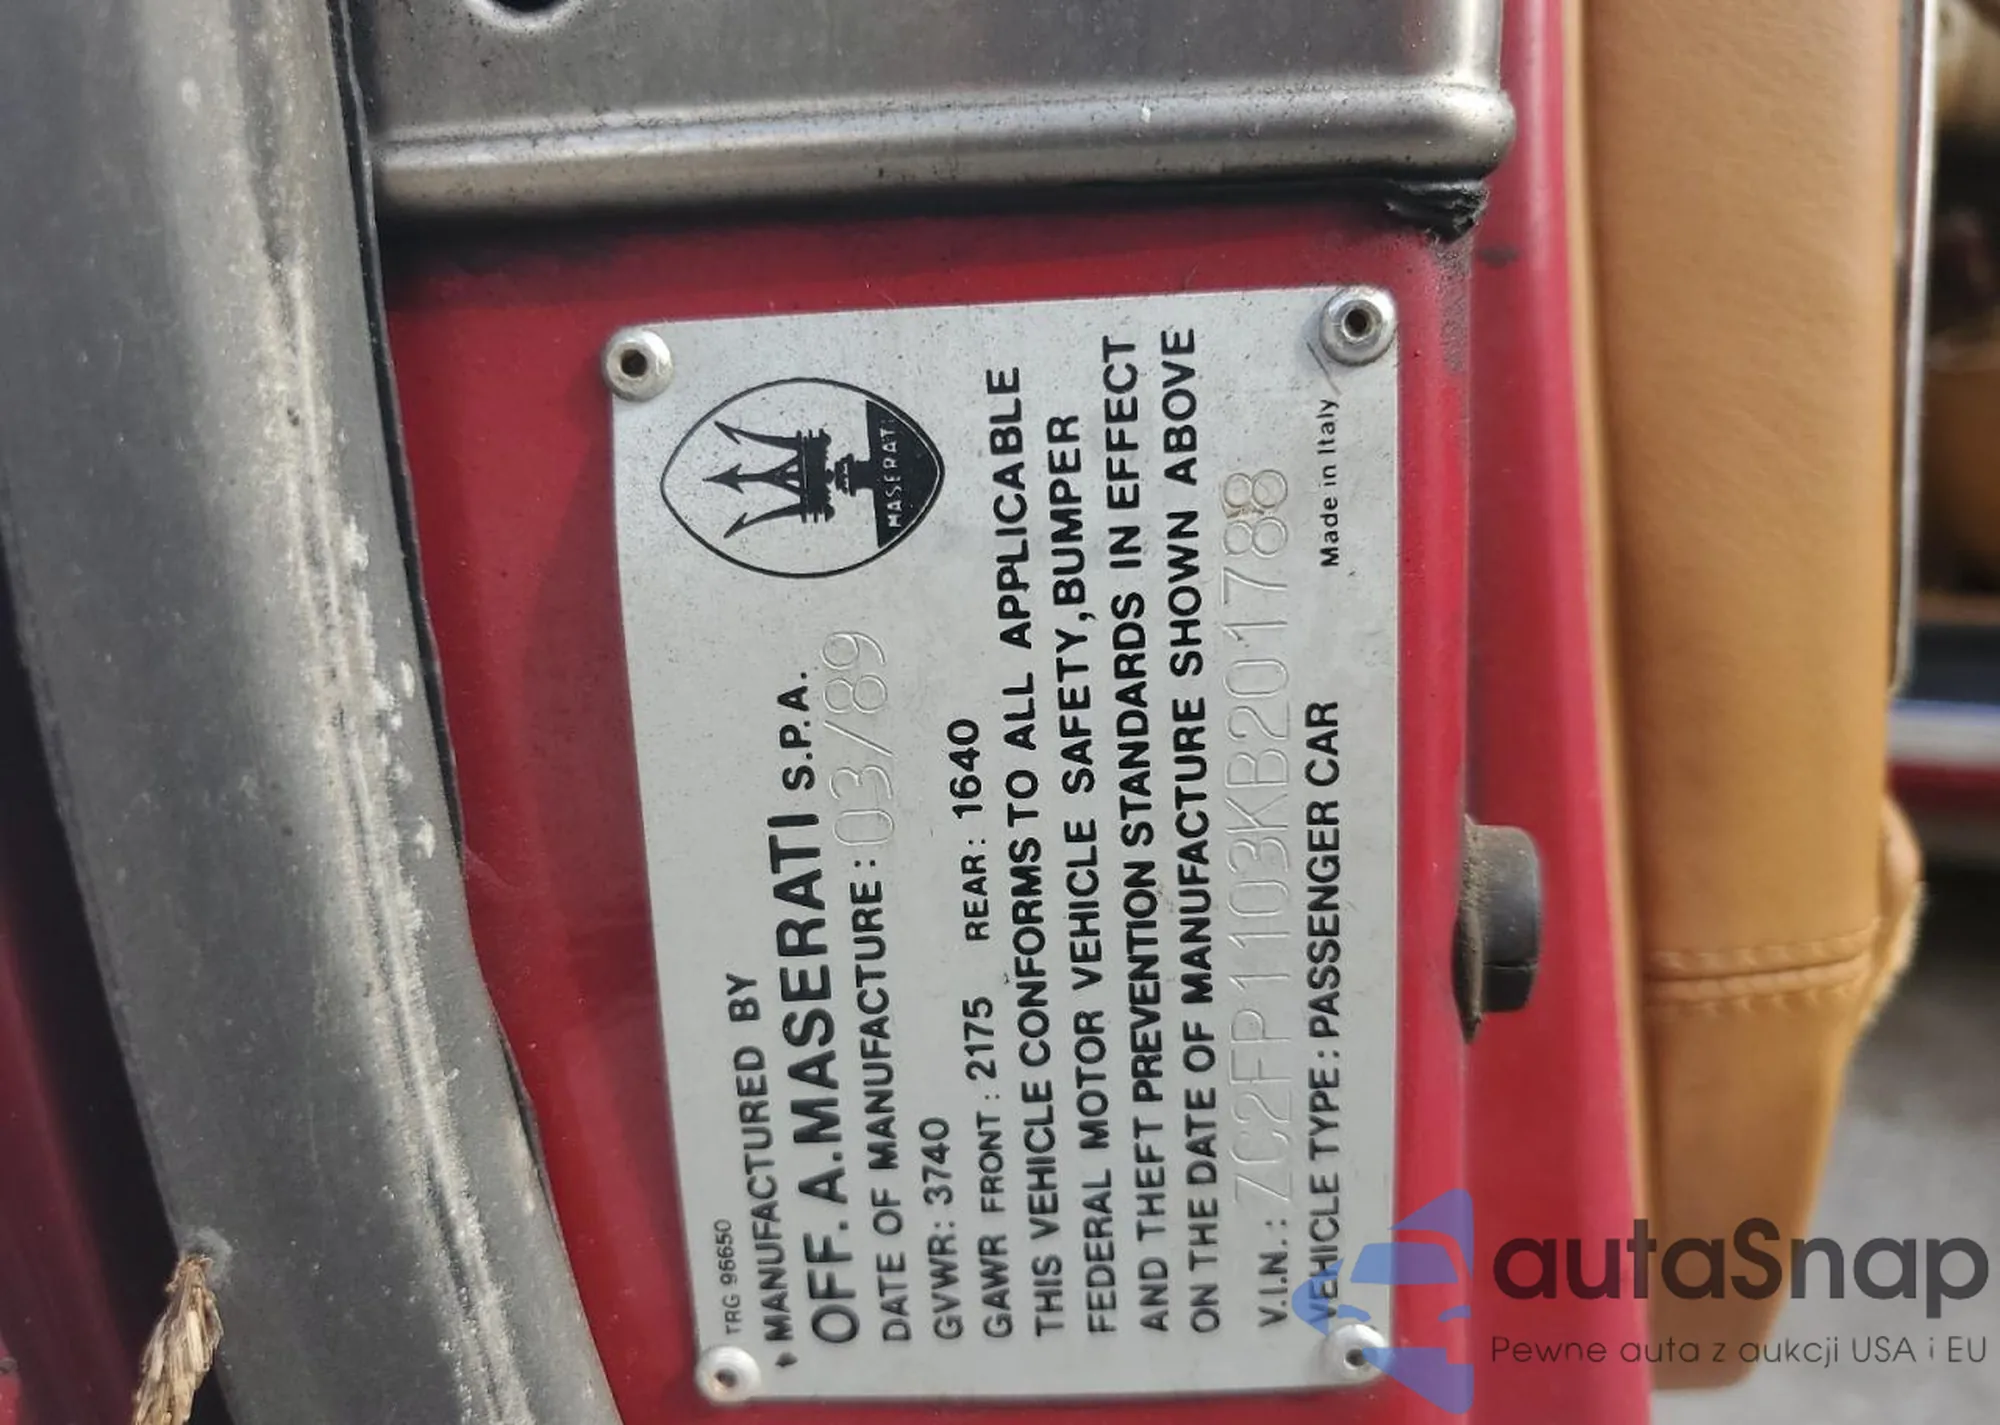 TRG 96650
MANUFACTURED BY
OFF. A. MASERATI S.P.A.
DATE OF MANUFACTURE: 03/89
GVWR: 3740
GAWR FRONT: 2175 REAR: 1640
THIS VEHICLE CONFORMS TO ALL APPLICABLE
FEDERAL MOTOR VEHICLE SAFETY, BUMPER
AND THEFT PREVENTION STANDARDS IN EFFECT
ON THE DATE OF MANUFACTURE SHOWN ABOVE
V.I.N.: ZC2FP1103KB201788
VEHICLE TYPE: PASSENGER CAR
Made in Italy
MASERATI
autaSnap
Pewne auta z aukcji USA i EU